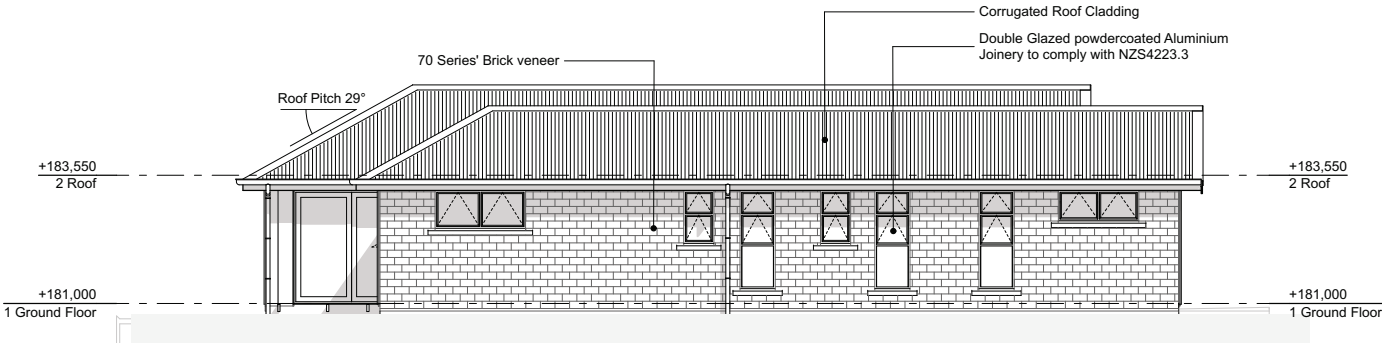 Corrugated Roof Cladding
Double Glazed powdercoated Aluminium
Joinery to comply with NZS4223.3
70 Series' Brick veneer
Roof Pitch 29°
+183,550
2 Roof
+183,550
2 Roof
+181,000
1 Ground Floor
+181,000
1 Ground Floor